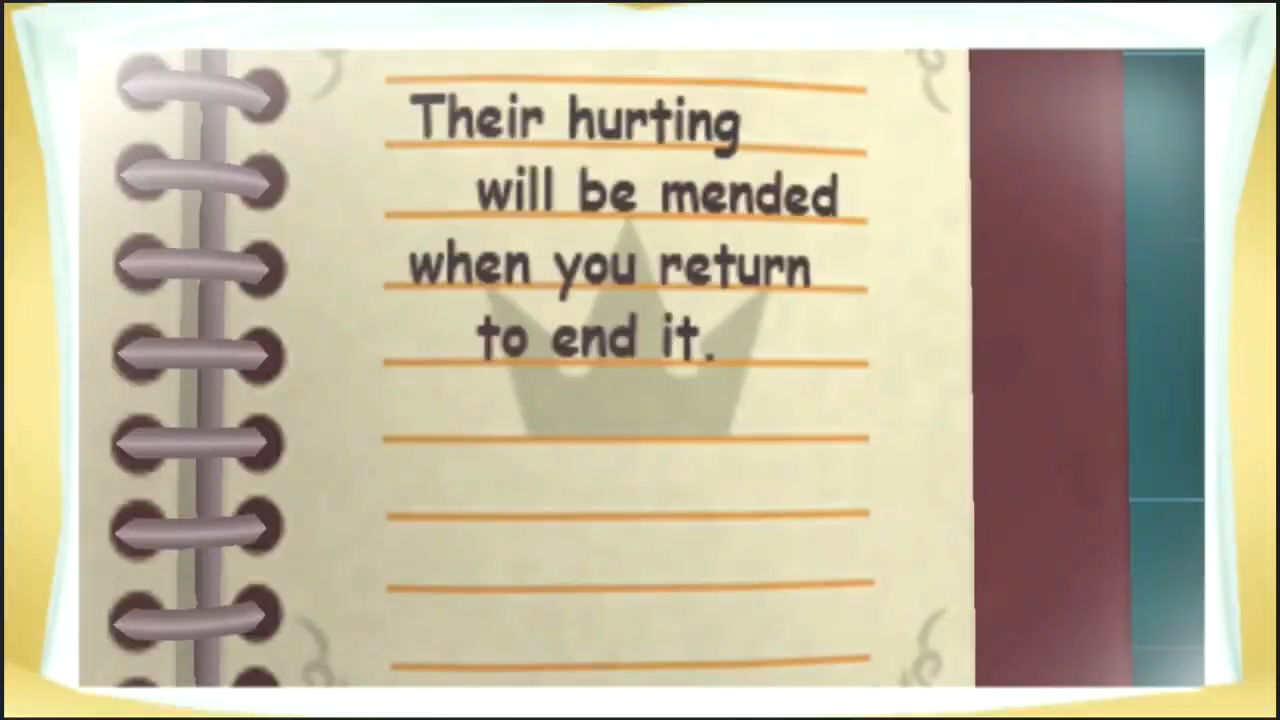 Their hurting
will be mended
when you return
to end it.